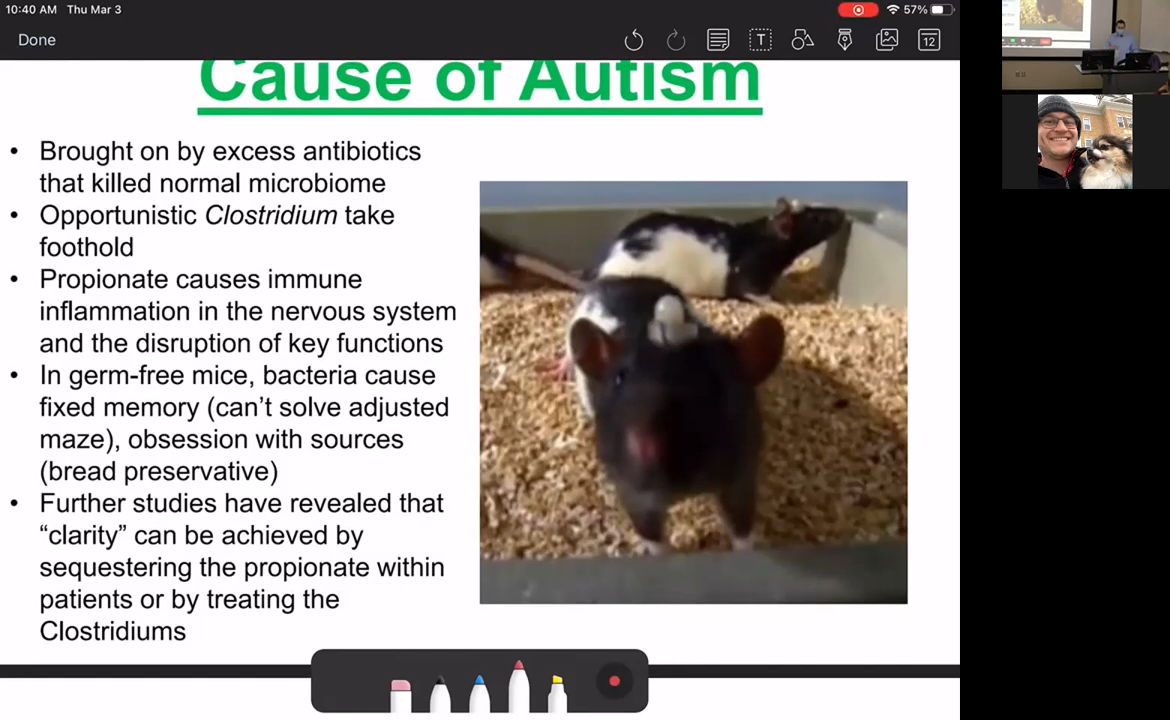 10:40 AM Thu Mar 3
57%
Done
T
12
Cause of Autism
• Brought on by excess antibiotics
that killed normal microbiome
• Opportunistic Clostridium take
foothold
• Propionate causes immune
inflammation in the nervous system
and the disruption of key functions
• In germ-free mice, bacteria cause
fixed memory (can't solve adjusted
maze), obsession with sources
(bread preservative)
• Further studies have revealed that
“clarity” can be achieved by
sequestering the propionate within
patients or by treating the
Clostridiums